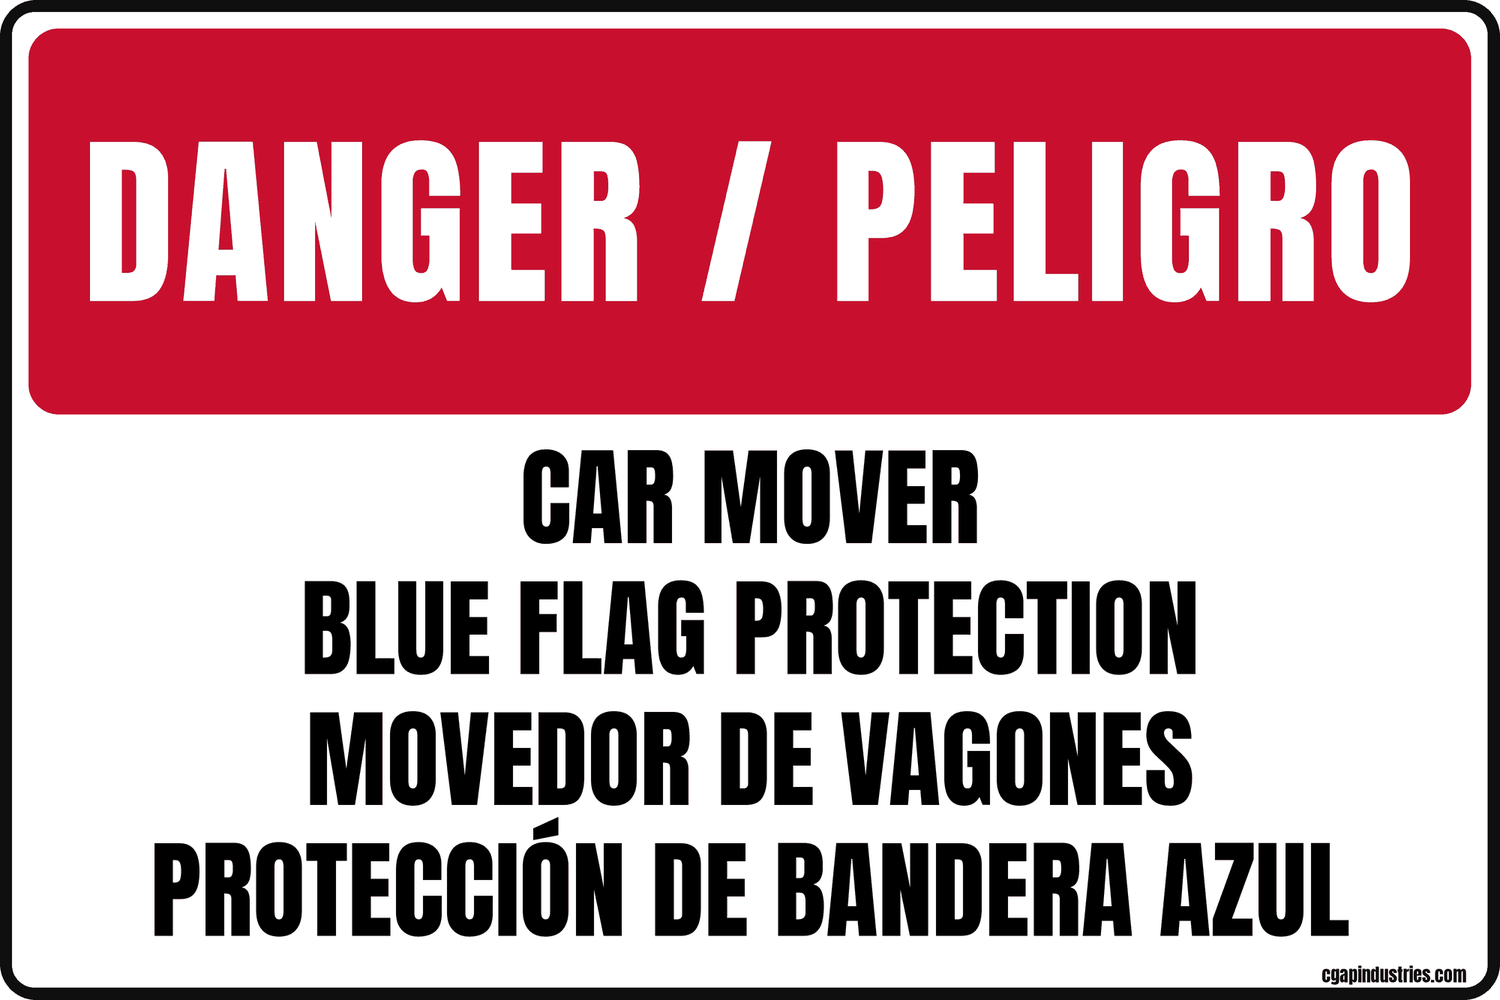 DANGER / PELIGRO
CAR MOVER
BLUE FLAG PROTECTION
MOVEDOR DE VAGONES
PROTECCIÓN DE BANDERA AZUL
cgapindustries.com